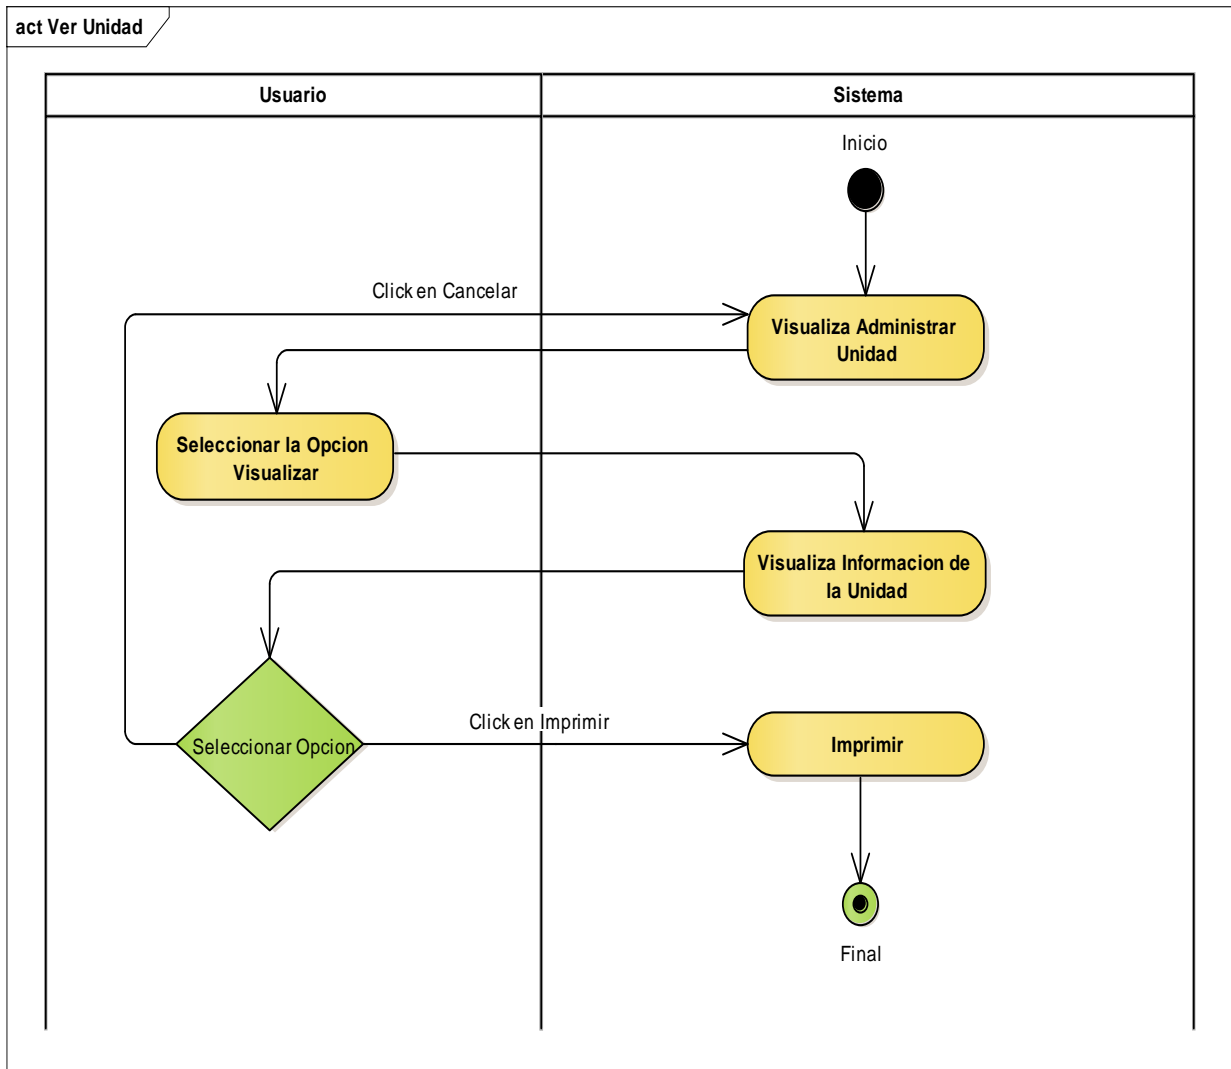 act Ver Unidad
Usuario
Sistema
Inicio
Click en Cancelar
Visualiza Administrar
Unidad
Seleccionar la Opcion
Visualizar
Visualiza Informacion de
la Unidad
Click en Imprimir
Seleccionar Opcion
Imprimir
Final